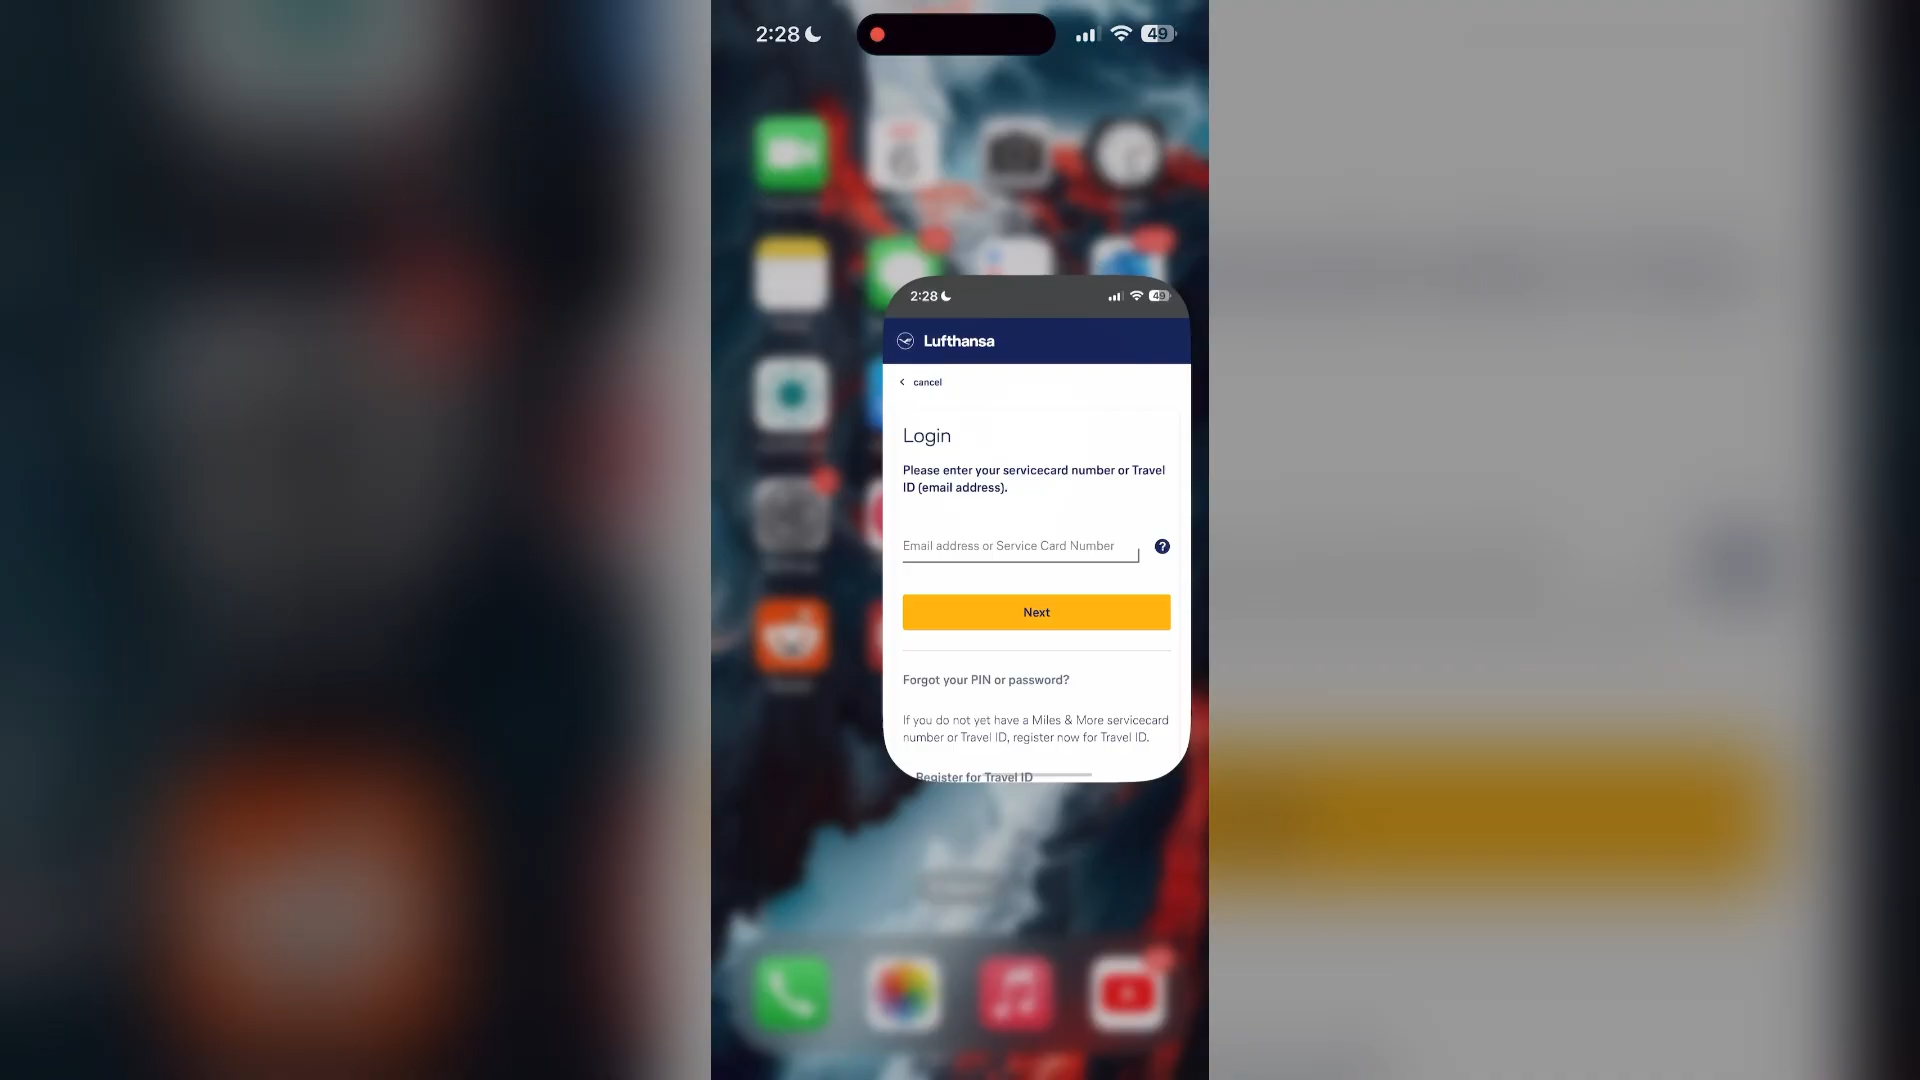 2:28
49
6
2:28
49
Lufthansa
cancel
Login
Please enter your servicecard number or Travel
ID (email address).
Email address or Service Card Number
?
Next
Forgot your PIN or password?
If you do not yet have a Miles & More servicecard
number or Travel ID, register now for Travel ID.
Register for Travel ID